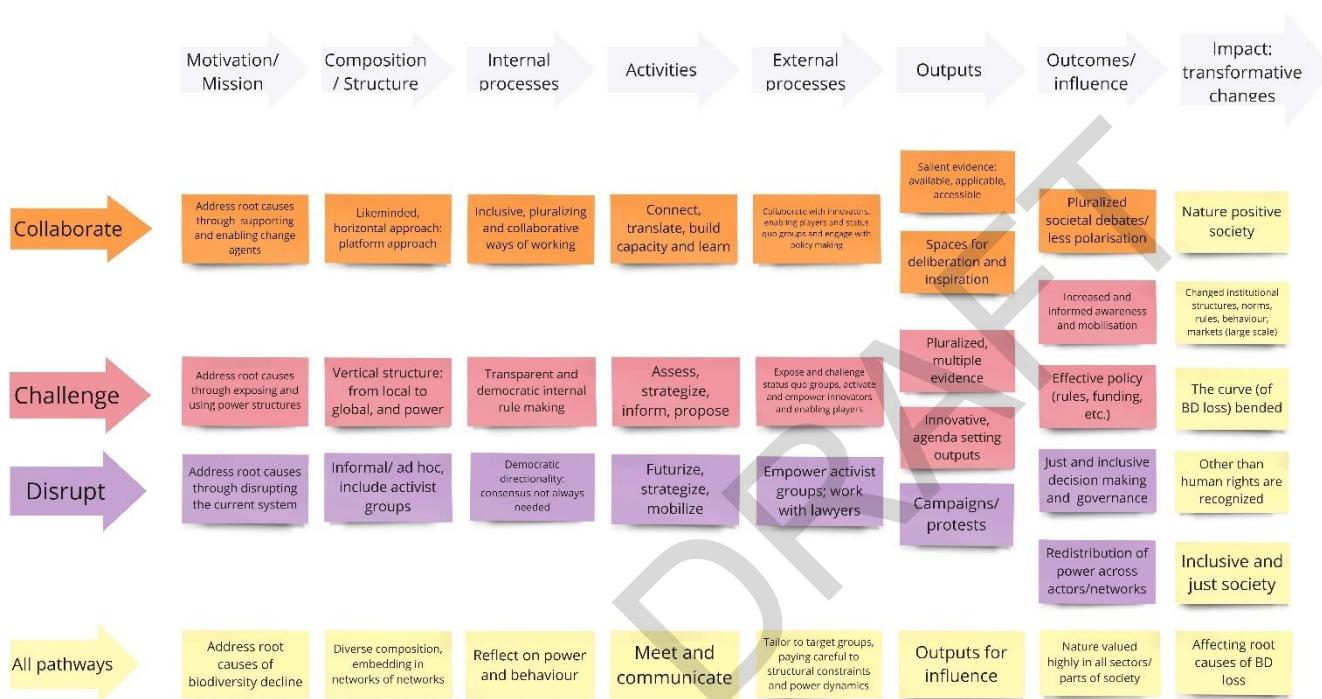 Motivation/
Mission
Composition
/ Structure
Internal
processes
Activities
External
processes
Outputs
Outcomes/
influence
Impact:
transformative
changes
Collaborate
Address root causes
through supporting
and enabling change
agents
Likeminded,
horizontal approach:
platform approach
Inclusive, pluralizing
and collaborative
ways of working
Connect,
translate, build
capacity and learn
Collaborate with innovators,
enabling players and status
quo groups and engage with
policy making
Salient evidence:
available, applicable,
accessible
Spaces for
deliberation and
inspiration
Pluralized
societal debates/
less polarisation
Nature positive
society
Increased and
informed awareness
and mobilisation
Changed institutional
structures, norms,
rules, behaviour,
markets (large scale)
Challenge
Address root causes
through exposing and
using power structures
Vertical structure:
from local to
global, and power
Transparent and
democratic internal
rule making
Assess,
strategize,
inform, propose
Expose and challenge
status quo groups, activate
and empower innovators
and enabling players
Pluralized,
multiple
evidence
Innovative,
agenda setting
outputs
Effective policy
(rules, funding,
etc.)
The curve (of
BD loss) bended
Disrupt
Address root causes
through disrupting
the current system
Informal/ ad hoc,
include activist
groups
Democratic
directionality:
consensus not always
needed
Futurize,
strategize,
mobilize
Empower activist
groups; work
with lawyers
Campaigns/
protests
Just and inclusive
decision making
and governance
Other than
human rights are
recognized
Redistribution of
power across
actors/networks
Inclusive and
just society
All pathways
Address root
causes of
biodiversity decline
Diverse composition,
embedding in
networks of networks
Reflect on power
and behaviour
Meet and
communicate
Tailor to target groups,
paying careful to
structural constraints
and power dynamics
Outputs for
influence
Nature valued
highly in all sectors/
parts of society
Affecting root
causes of BD
loss
DRAFT